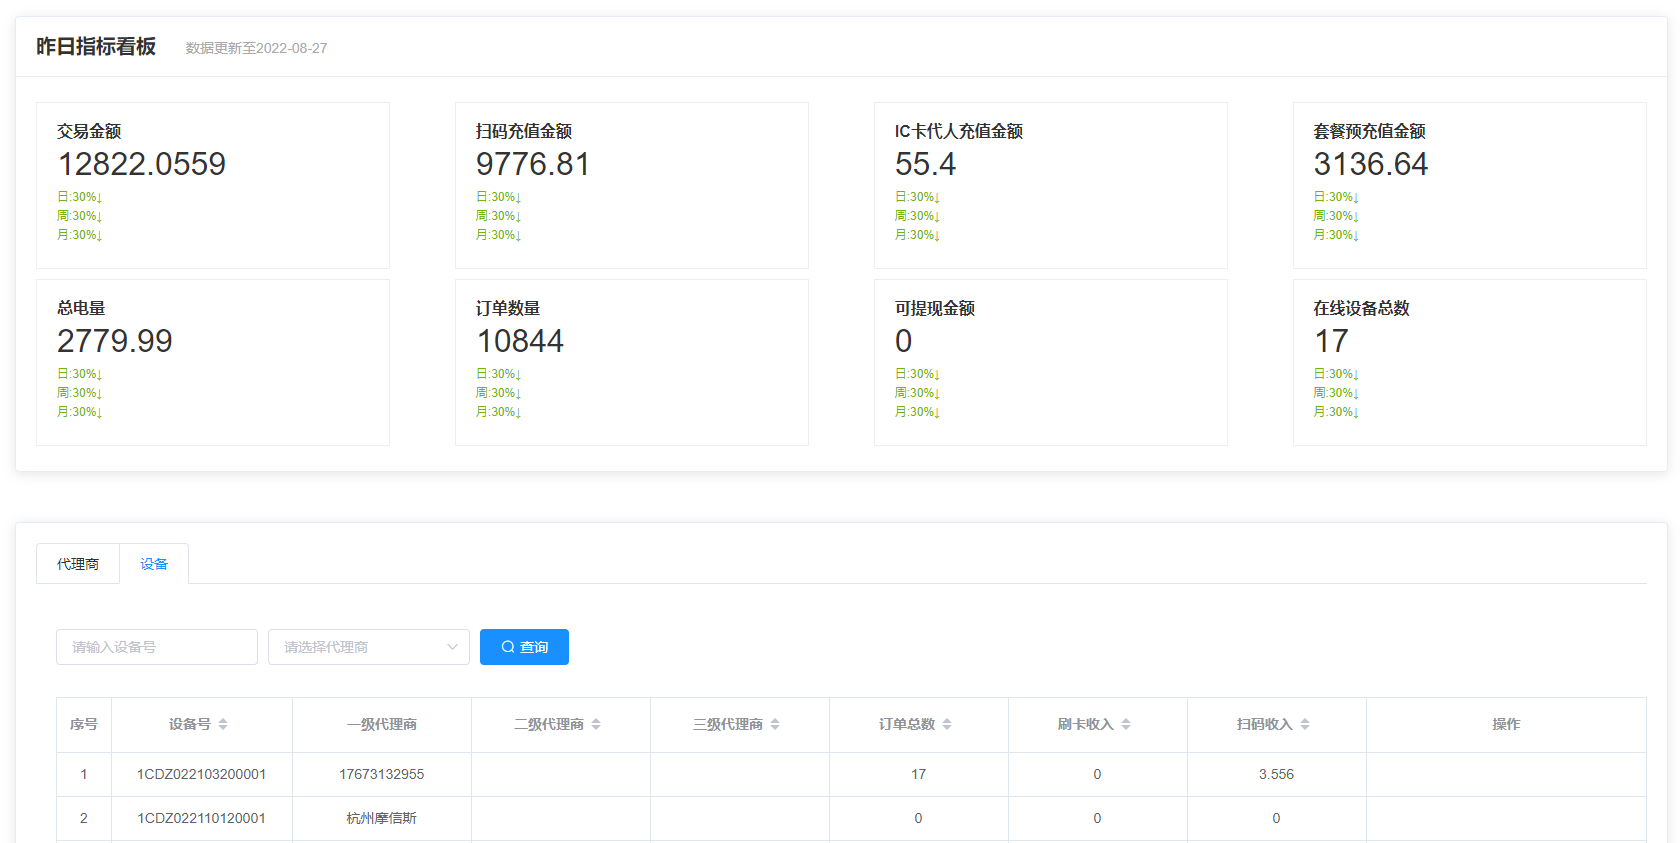 昨日指标看板 数据更新至2022-08-27
交易金额
12822.0559
日:30%↓
周:30%↓
月:30%↓
扫码充值金额
9776.81
日:30%↓
周:30%↓
月:30%↓
IC卡代人充值金额
55.4
日:30%↓
周:30%↓
月:30%↓
套餐预充值金额
3136.64
日:30%↓
周:30%↓
月:30%↓
总电量
2779.99
日:30%↓
周:30%↓
月:30%↓
订单数量
10844
日:30%↓
周:30%↓
月:30%↓
可提现金额
0
日:30%↓
周:30%↓
月:30%↓
在线设备总数
17
日:30%↓
周:30%↓
月:30%↓
代理商 设备
请输入设备号 请选择代理商 查询
序号 设备号 一级代理商 二级代理商 三级代理商 订单总数 刷卡收入 扫码收入 操作
1 1CDZ022103200001 17673132955 17 0 3.556
2 1CDZ022110120001 杭州摩信斯 0 0 0